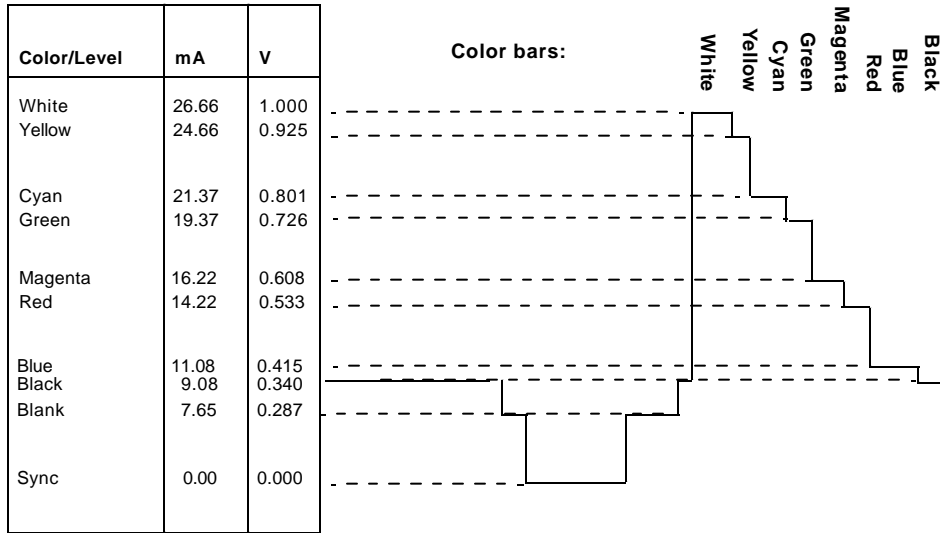 Color/Level mA V
White 26.66 1.000
Yellow 24.66 0.925
Cyan 21.37 0.801
Green 19.37 0.726
Magenta 16.22 0.608
Red 14.22 0.533
Blue 11.08 0.415
Black 9.08 0.340
Blank 7.65 0.287
Sync 0.00 0.000
Color bars:
White
Yellow
Cyan
Green
Magenta
Red
Blue
Black